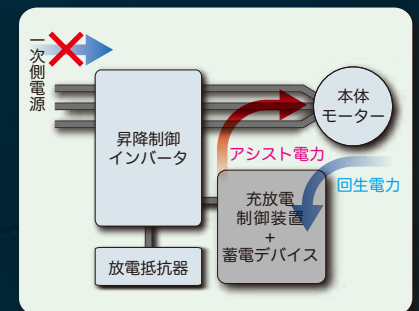 一次側電源
本体
モーター
昇降制御
インバータ
アシスト電力
回生電力
充放電
制御装置
+
蓄電デバイス
放電抵抗器